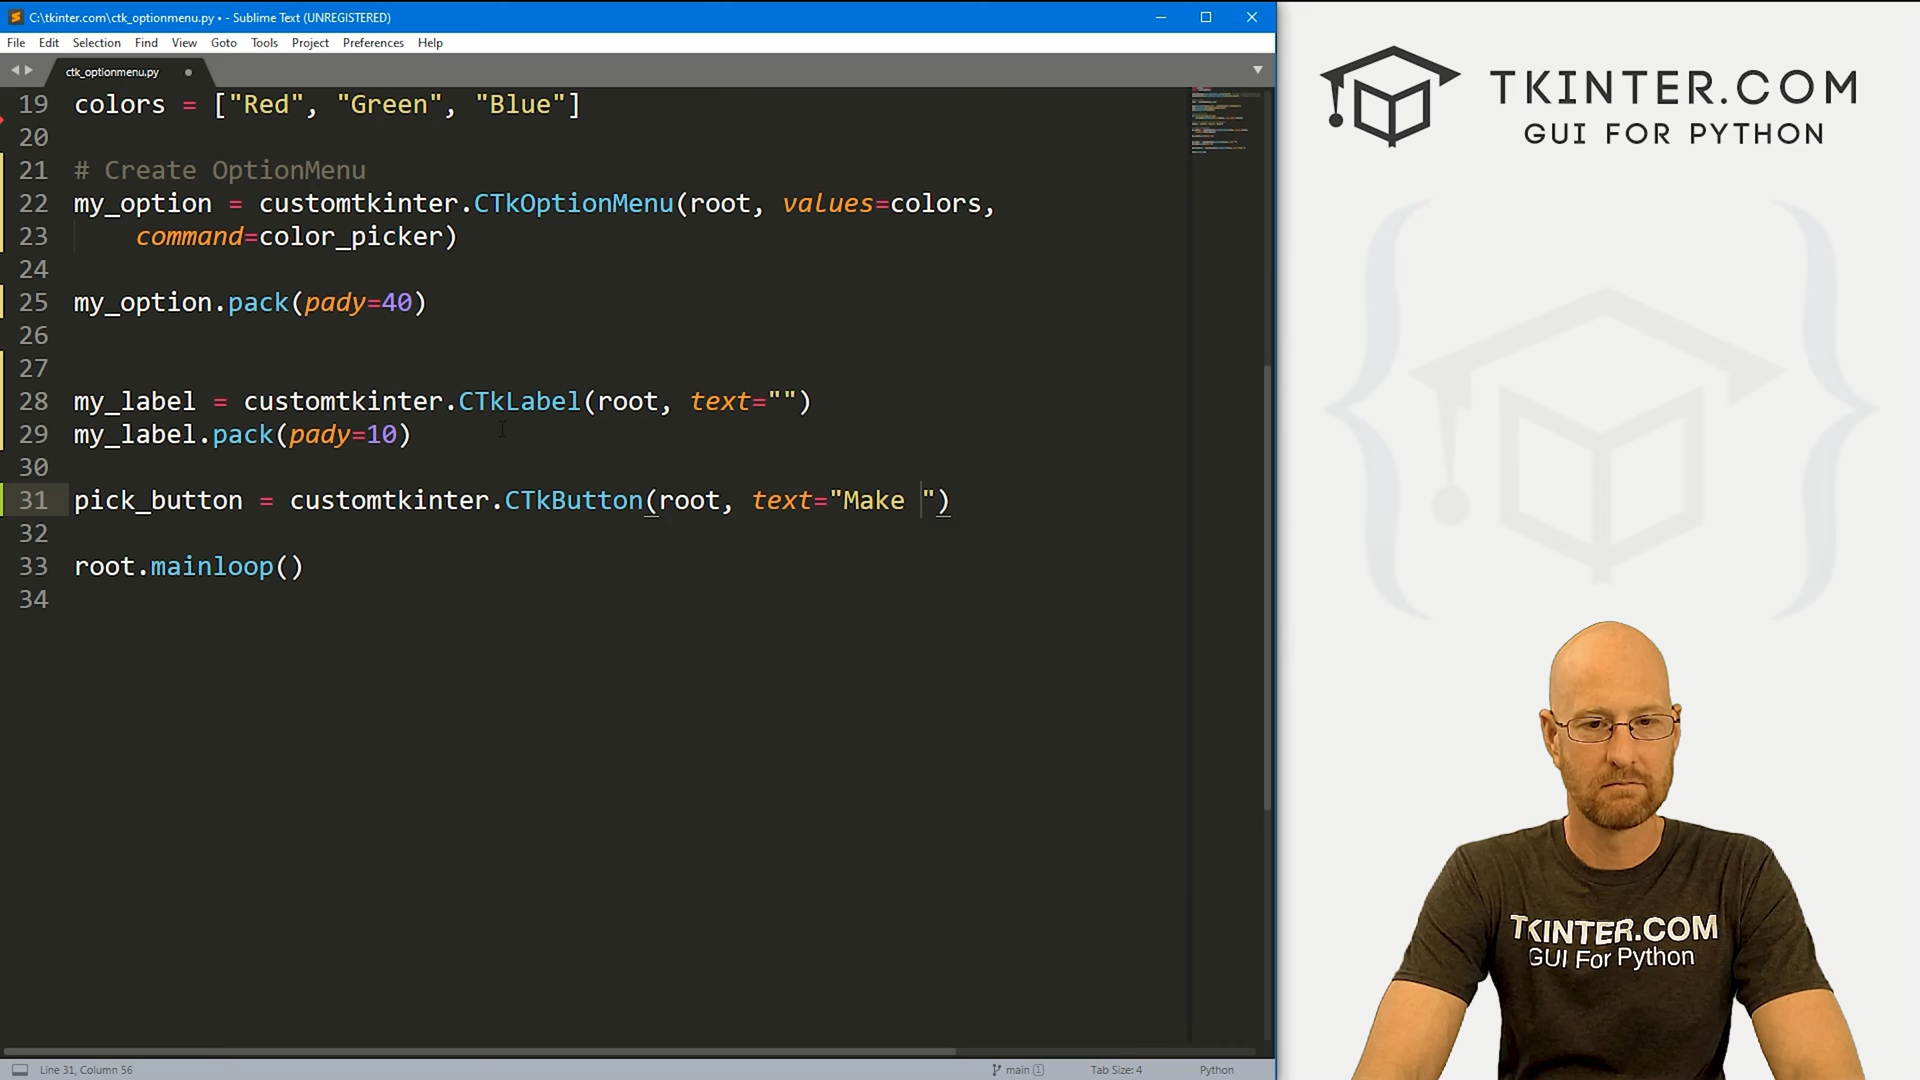 C:\tkinter.com\ctk_optionmenu.py • - Sublime Text (UNREGISTERED)
File Edit Selection Find View Goto Tools Project Preferences Help
ctk_optionmenu.py
19 colors = ["Red", "Green", "Blue"]
20
21 # Create OptionMenu
22 my_option = customtkinter.CTkOptionMenu(root, values=colors,
23 command=color_picker)
24
25 my_option.pack(pady=40)
26
27
28 my_label = customtkinter.CTkLabel(root, text="")
29 my_label.pack(pady=10)
30
31 pick_button = customtkinter.CTkButton(root, text="Make ")
32
33 root.mainloop()
34
Line 31, Column 56
main 1
Tab Size: 4
Python
TKINTER.COM
GUI FOR PYTHON
TKINTER.COM
GUI For Python